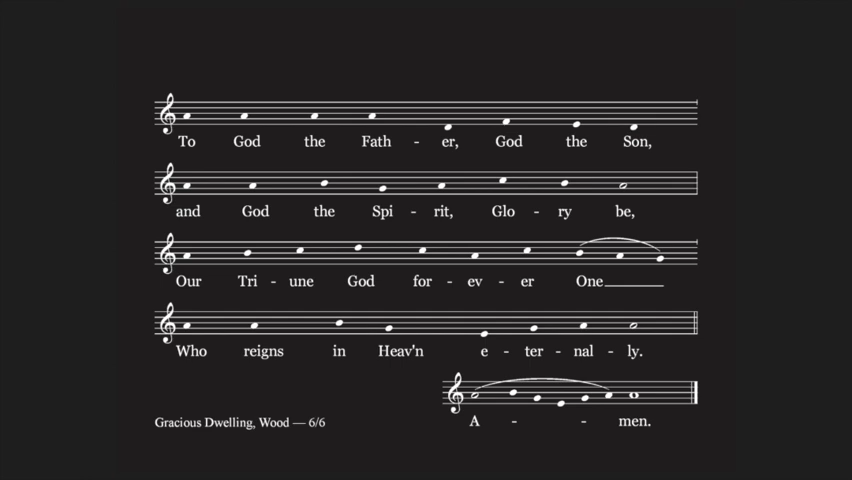 To God the Fath - er, God the Son,
and God the Spi - rit, Glo - ry be,
Our Tri - une God for - ev - er One
Who reigns in Heav'n e - ter - nal - ly.
A - - men.
Gracious Dwelling, Wood — 6/6